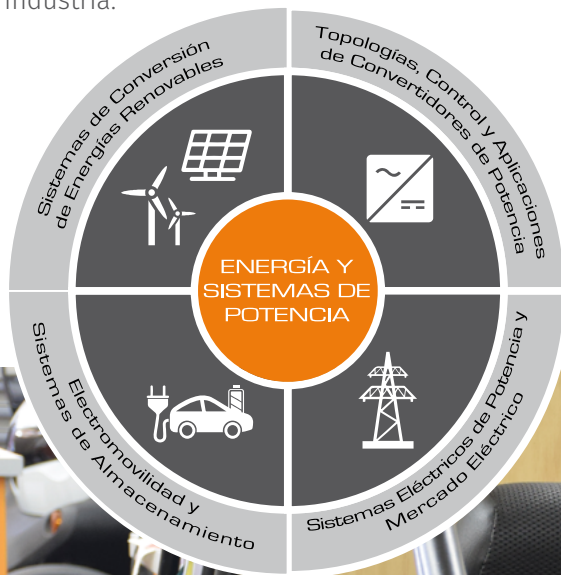 industria.
Sistemas de Conversión
de Energías Renovables
Topologías, Control y Aplicaciones
de Convertidores de Potencia
ENERGÍA Y
SISTEMAS DE
POTENCIA
Electromovilidad y
Sistemas de Almacenamiento
Sistemas Eléctricos de Potencia y
Mercado Eléctrico